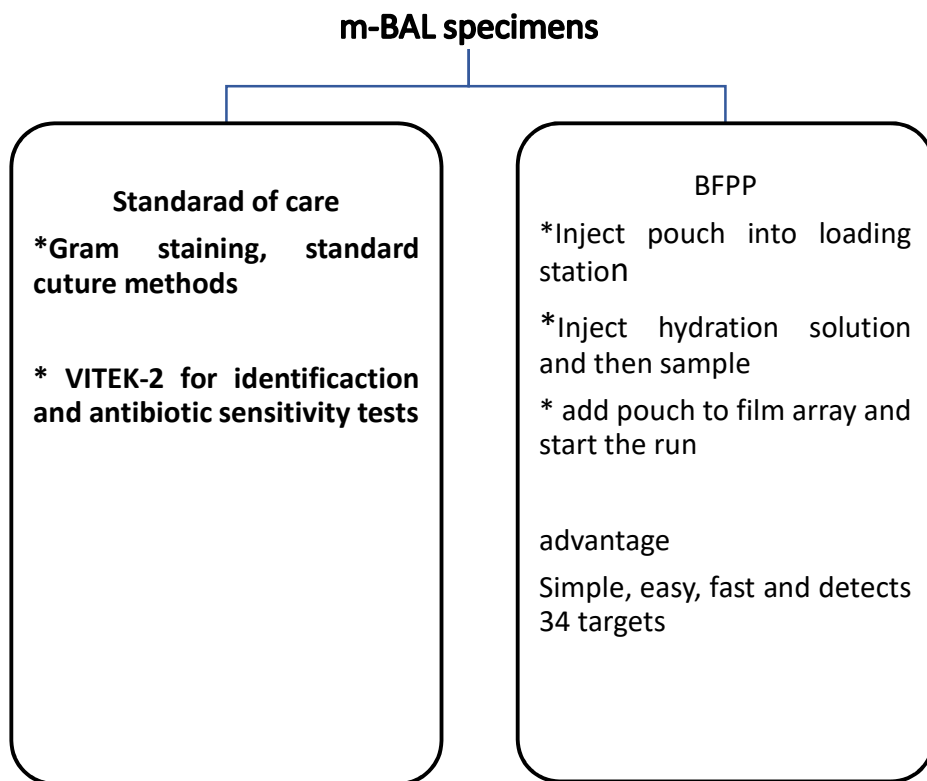 m-BAL specimens
Standarad of care
*Gram staining, standard
cuture methods
* VITEK-2 for identificaction
and antibiotic sensitivity tests
BFPP
*Inject pouch into loading
station
*Inject hydration solution
and then sample
* add pouch to film array and
start the run
advantage
Simple, easy, fast and detects
34 targets